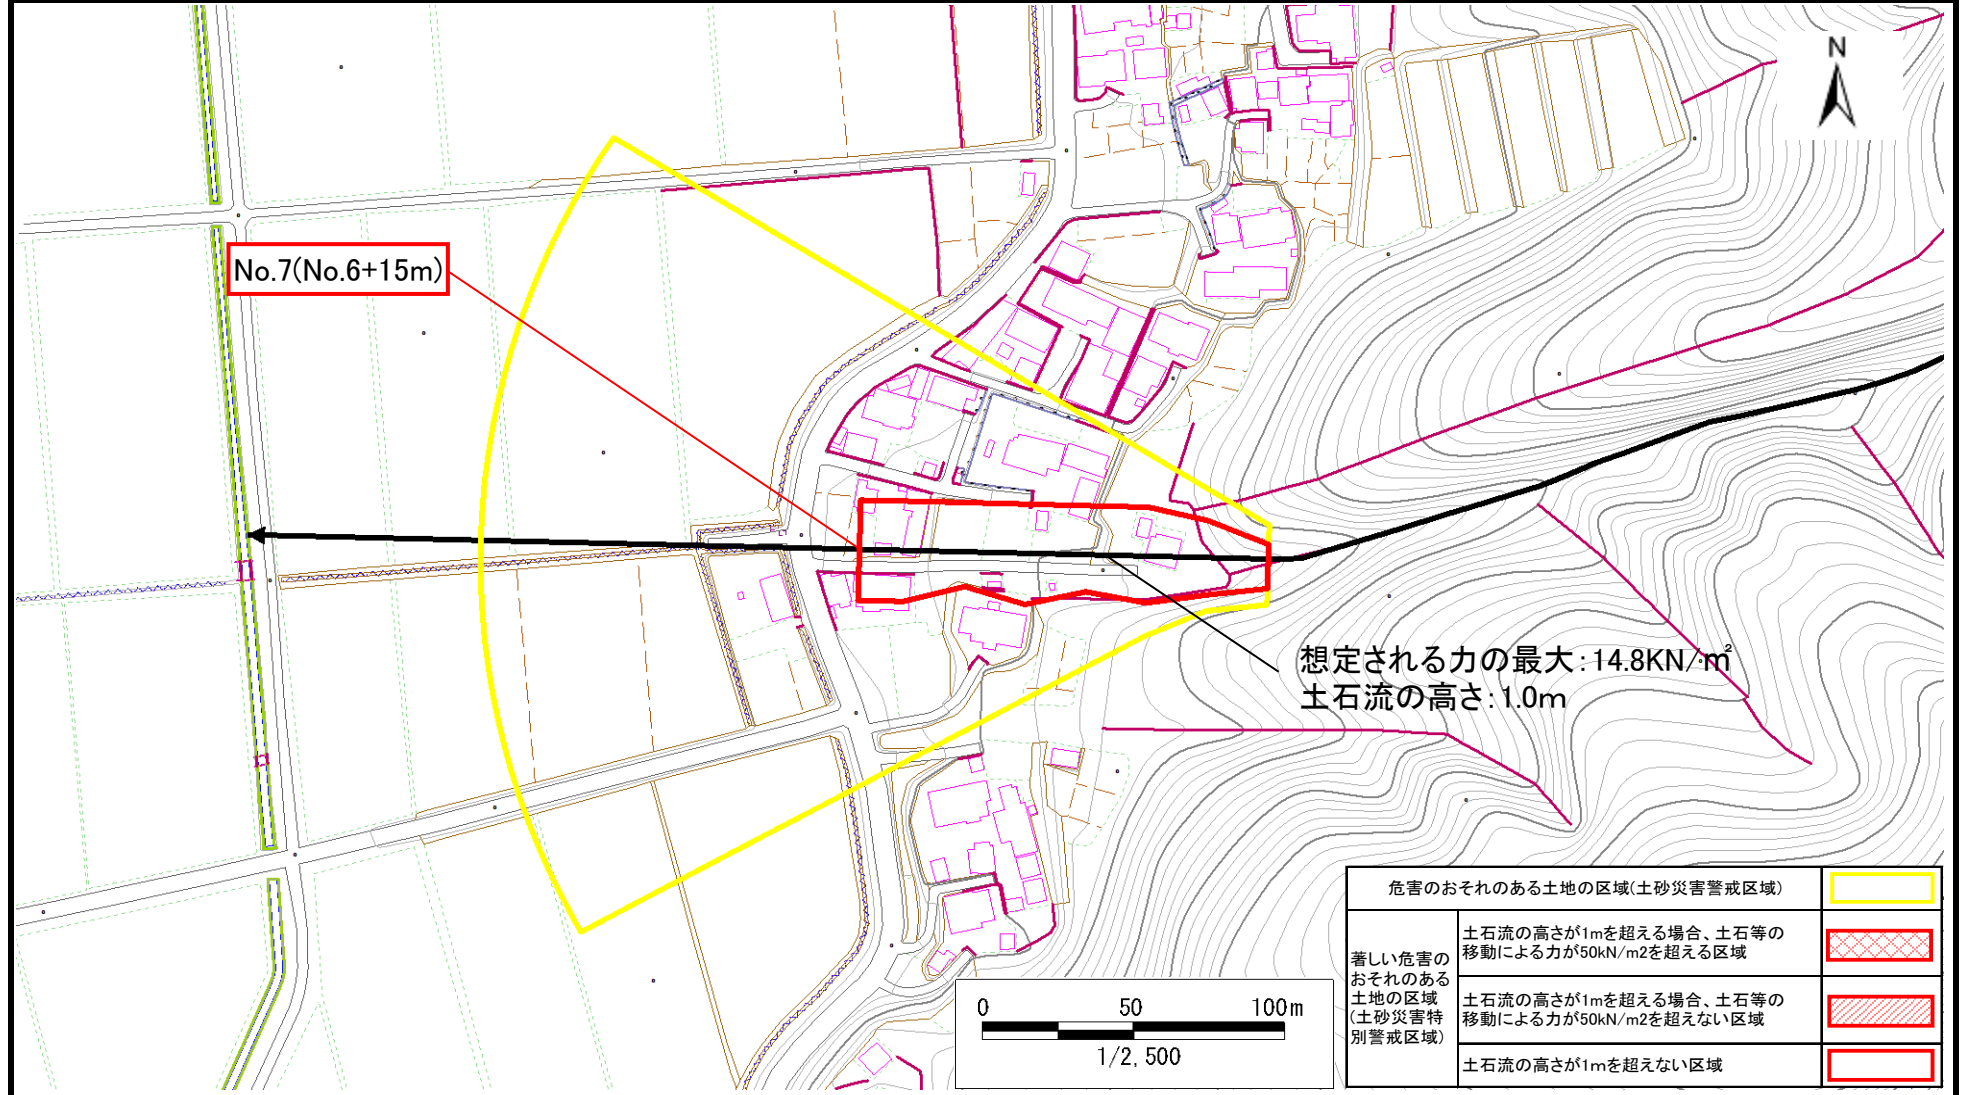 N
No.7(No.6+15m)
想定される力の最大:14.8KN/㎡
土石流の高さ:1.0m
危害のおそれのある土地の区域(土砂災害警戒区域)
著しい危害の
おそれのある
土地の区域
(土砂災害特
別警戒区域)
土石流の高さが1mを超える場合、土石等の
移動による力が50kN/m2を超える区域
土石流の高さが1mを超える場合、土石等の
移動による力が50kN/m2を超えない区域
土石流の高さが1mを超えない区域
0 50 100m
1/2,500